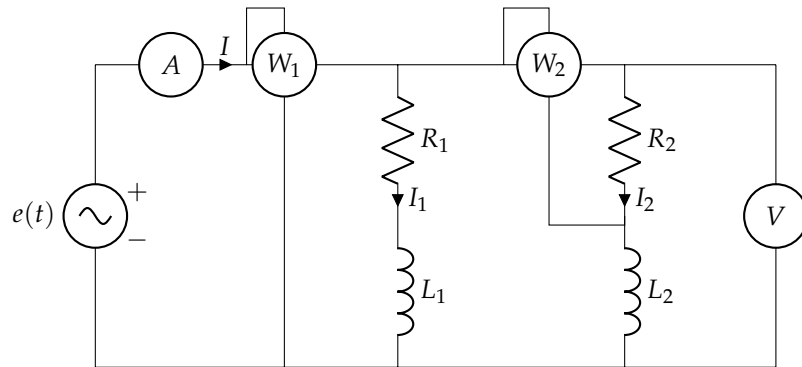 A
I
W₁
W₂
R₁
R₂
e(t)
+
−
I₁
I₂
V
L₁
L₂